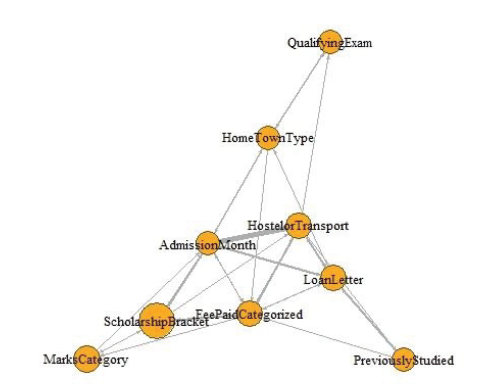 QualifyingExam
HomeTownType
HostelorTransport
AdmissionMonth
LoanLetter
FeePaidCategorized
ScholarshipBracket
MarksCategory
PreviouslyStudied